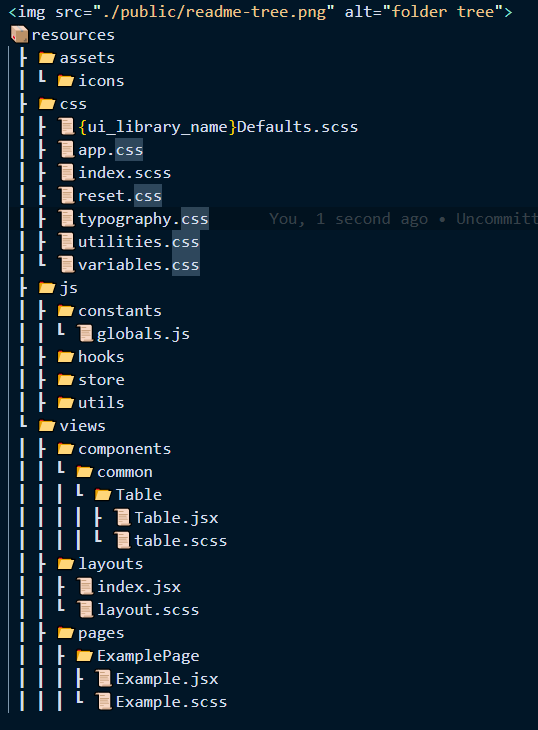 <img src="./public/readme-tree.png" alt="folder tree">
📦resources
┣ 📂assets
┃ ┗ 📂icons
┣ 📂css
┃ ┣ 📜{ui_library_name}Defaults.scss
┃ ┣ 📜app.css
┃ ┣ 📜index.scss
┃ ┣ 📜reset.css
┃ ┣ 📜typography.css You, 1 second ago • Uncommitt
┃ ┣ 📜utilities.css
┃ ┗ 📜variables.css
┣ 📂js
┃ ┣ 📂constants
┃ ┃ ┗ 📜globals.js
┃ ┣ 📂hooks
┃ ┣ 📂store
┃ ┣ 📂utils
┗ 📂views
┃ ┣ 📂components
┃ ┃ ┗ 📂common
┃ ┃ ┃ ┗ 📂Table
┃ ┃ ┃ ┃ ┣ 📜Table.jsx
┃ ┃ ┃ ┃ ┗ 📜table.scss
┃ ┣ 📂layouts
┃ ┃ ┣ 📜index.jsx
┃ ┃ ┗ 📜layout.scss
┃ ┣ 📂pages
┃ ┃ ┣ 📂ExamplePage
┃ ┃ ┃ ┣ 📜Example.jsx
┃ ┃ ┃ ┗ 📜Example.scss